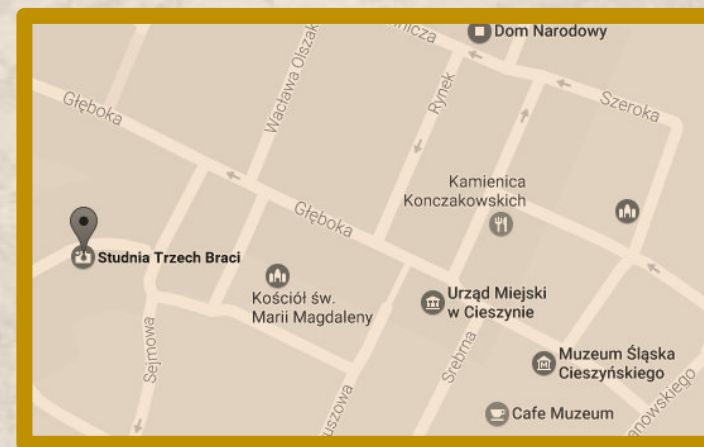 Dom Narodowy
Głęboka
Wacława Olszak
Rynek
Szeroka
Kamienica
Konczakowskich
Głęboka
Studnia Trzech Braci
Kościół św.
Marii Magdaleny
Urząd Miejski
w Cieszynie
Sejmowa
Srebrna
Muzeum Śląska
Cieszyńskiego
Cafe Muzeum